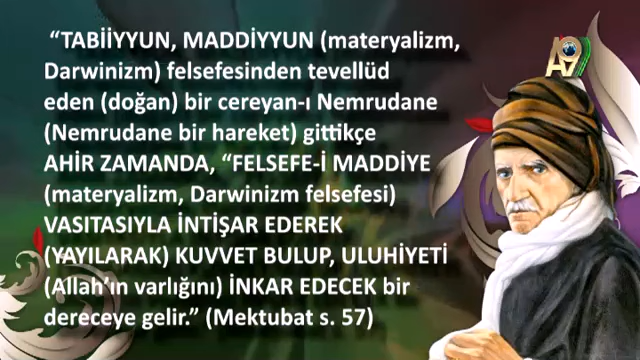 “TABİİYYUN, MADDİYYUN (materyalizm,
Darwinizm) felsefesinden tevellüd
eden (doğan) bir cereyan-ı Nemrudane
(Nemrudane bir hareket) gittikçe
AHİR ZAMANDA, “FELSEFE-İ MADDİYE
(materyalizm, Darwinizm felsefesi)
VASITASIYLA İNTİŞAR EDEREK
(YAYILARAK) KUVVET BULUP, ULUHİYETİ
(Allah’ın varlığını) İNKAR EDECEK bir
dereceye gelir.” (Mektubat s. 57)
A9